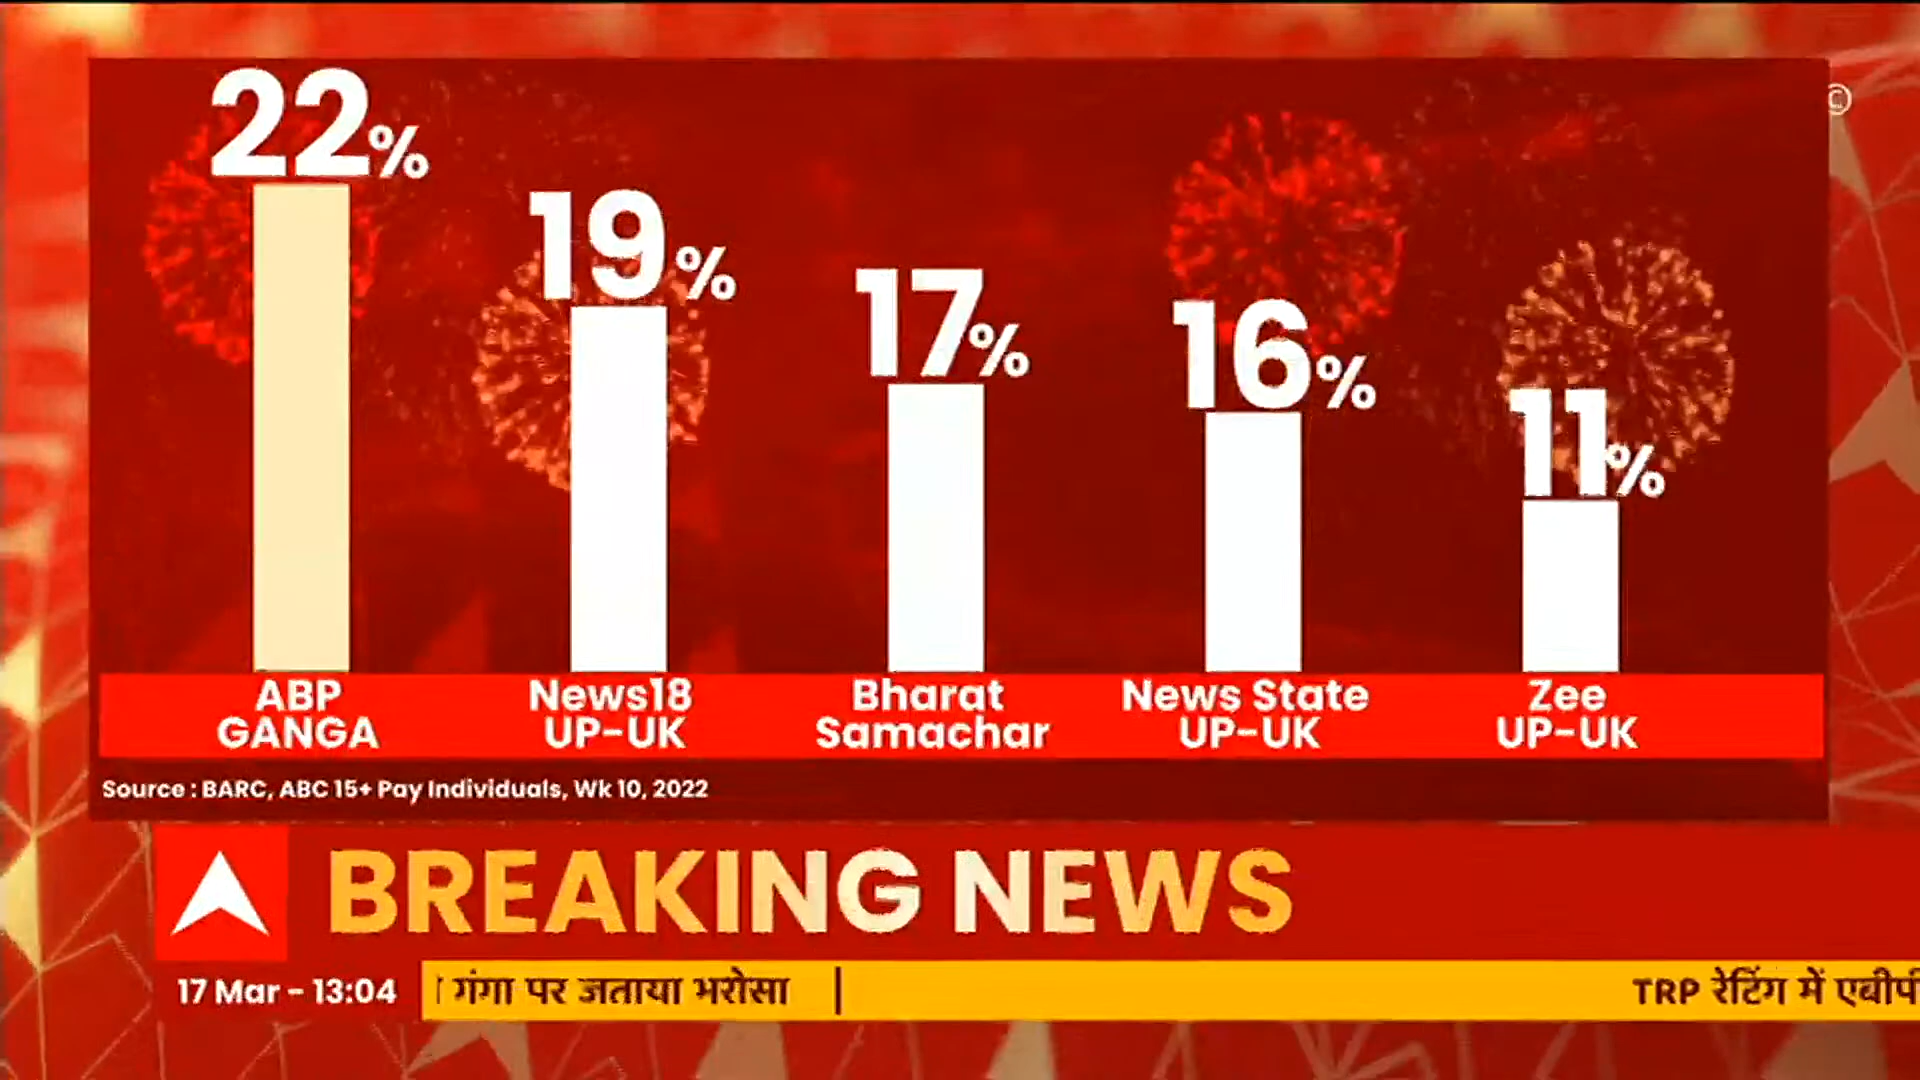 22%
19%
17%
16%
11%
ABP
GANGA
News18
UP-UK
Bharat
Samachar
News State
UP-UK
Zee
UP-UK
Source : BARC, ABC 15+ Pay Individuals, Wk 10, 2022
©
BREAKING NEWS
17 Mar - 13:04
गंगा पर जताया भरोसा |
TRP रेटिंग में एबीपी